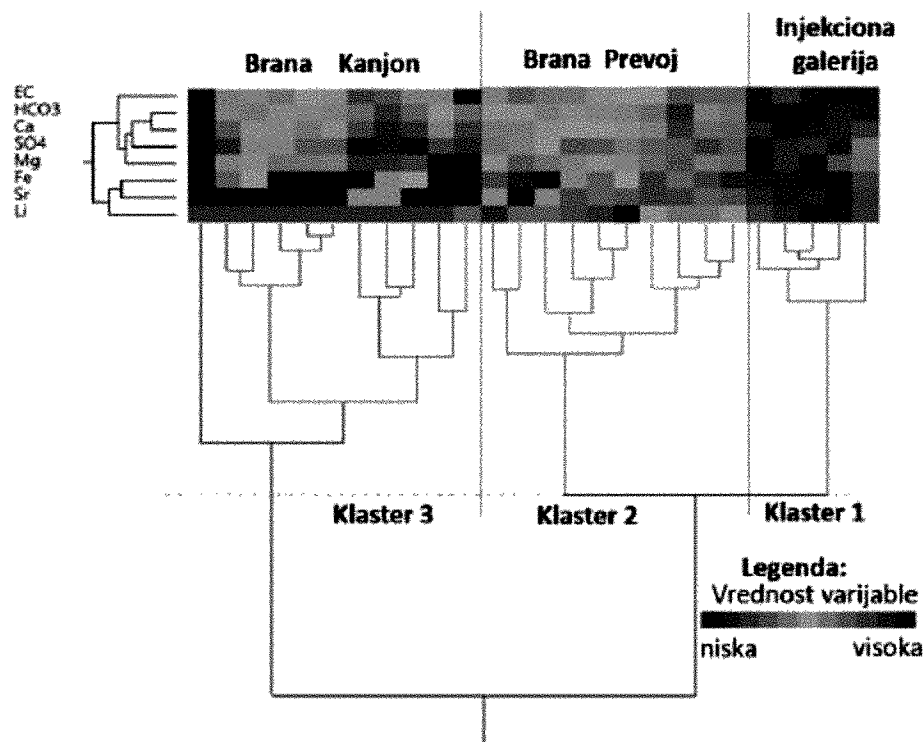 Brana Kanjon
Brana Prevoj
Injekciona
galerija
EC
HCO3
Ca
SO4
Mg
Fe
Sr
Li
Klaster 3
Klaster 2
Klaster 1
Legenda:
Vrednost varijable
niska visoka